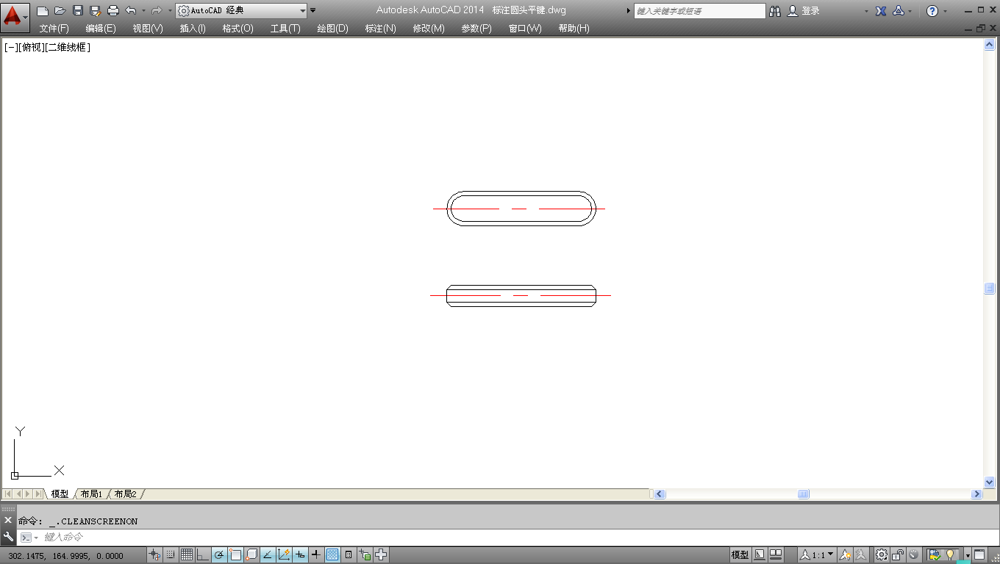 AutoCAD 经典
Autodesk AutoCAD 2014 标注圆头平键.dwg
键入关键字或短语
登录
文件(F) 编辑(E) 视图(V) 插入(I) 格式(O) 工具(T) 绘图(D) 标注(N) 修改(M) 参数(P) 窗口(W) 帮助(H)
[-][俯视][二维线框]
Y
X
模型 布局1 布局2
命令: _.CLEANSCREENON
键入命令
302.1475, 164.9995, 0.0000
模型
1:1